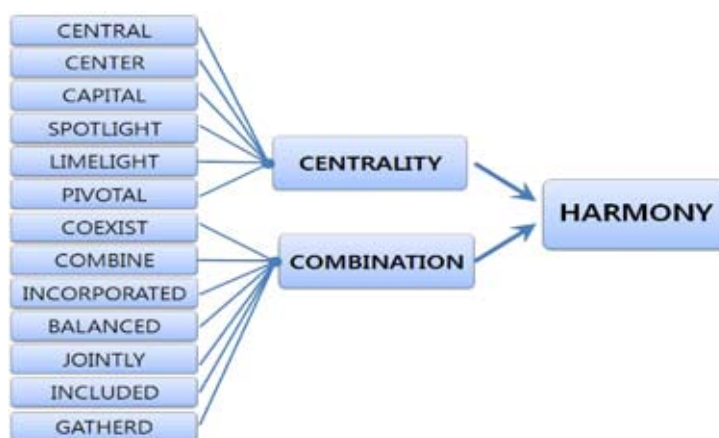 CENTRAL
CENTER
CAPITAL
SPOTLIGHT
LIMELIGHT
PIVOTAL
COEXIST
COMBINE
INCORPORATED
BALANCED
JOINTLY
INCLUDED
GATHERD
CENTRALITY
COMBINATION
HARMONY